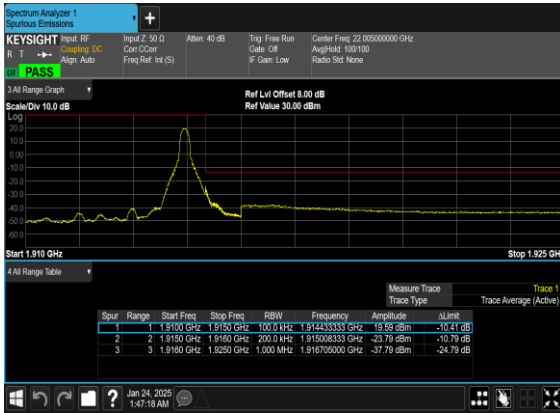 Spectrum Analyzer 1
Spurious Emissions
+
KEYSIGHT
R T
PASS
Input: RF
Coupling: DC
Align: Auto
Input Z: 50 Ω
Corr CCorr
Freq Ref: Int (S)
Atten: 40 dB
Trig: Free Run
Gate: Off
IF Gain: Low
Center Freq: 22.005000000 GHz
Avg|Hold: 100/100
Radio Std: None
3 All Range Graph
Scale/Div 10.0 dB
Ref Lvl Offset 8.00 dB
Ref Value 30.00 dBm
Log
20.0
10.0
0.00
-10.0
-20.0
-30.0
-40.0
-50.0
-60.0
Start 1.910 GHz
Stop 1.925 GH
4 All Range Table
Measure Trace Trace 1
Trace Type Trace Average (Active)
Spur Range Start Freq Stop Freq RBW Frequency Amplitude ΔLimit
1 1 1.9100 GHz 1.9150 GHz 100.0 kHz 1.914433333 GHz 19.59 dBm -10.41 dB
2 2 1.9150 GHz 1.9160 GHz 200.0 kHz 1.915008333 GHz -23.79 dBm -10.79 dB
3 3 1.9160 GHz 1.9250 GHz 1.000 MHz 1.916705000 GHz -37.79 dBm -24.79 dB
?
Jan 24, 2025
1:47:18 AM